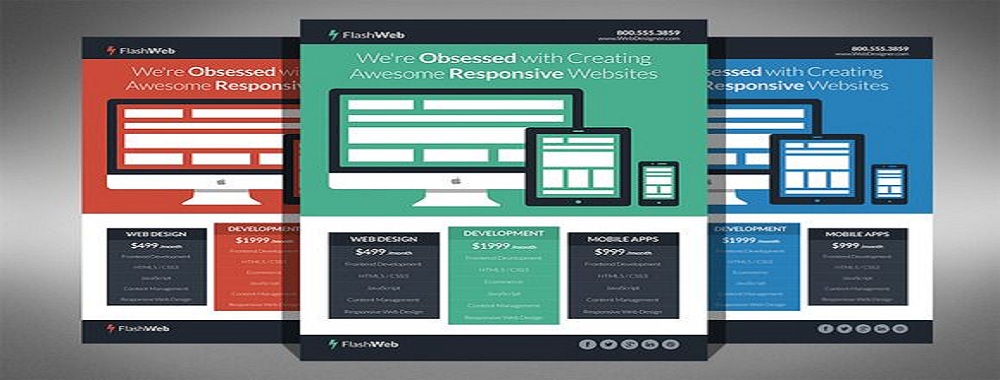 FlashWeb
We're Obsessed wi
Awesome Responsiv
WEB DESIGN
$499 /month
Frontend Development
HTML5 / CSS3
JavaScript
Content Management
Responsive Web Design
DEVELOPMENT
$1999 /month
Frontend Development
HTML5 / CSS3
Ecommerce
JavaScript
Content Management
Responsive Web Design
FlashWeb
FlashWeb
800.555.3859
www.WebDesigner.com
We're Obsessed with Creating
Awesome Responsive Websites
WEB DESIGN
$499 /month
Frontend Development
HTML5 / CSS3
JavaScript
Content Management
Responsive Web Design
DEVELOPMENT
$1999 /month
Frontend Development
HTML5 / CSS3
Ecommerce
JavaScript
Content Management
Responsive Web Design
MOBILE APPS
$999 /month
Frontend Development
HTML5 / CSS3
JavaScript
Content Management
Responsive Web Design
FlashWeb
800.555.3859
www.WebDesigner.com
sessed with Creating
Responsive Websites
DEVELOPMENT
$1999 /month
Frontend Development
HTML5 / CSS3
Ecommerce
JavaScript
Content Management
Responsive Web Design
MOBILE APPS
$999 /month
Frontend Development
HTML5 / CSS3
JavaScript
Content Management
Responsive Web Design